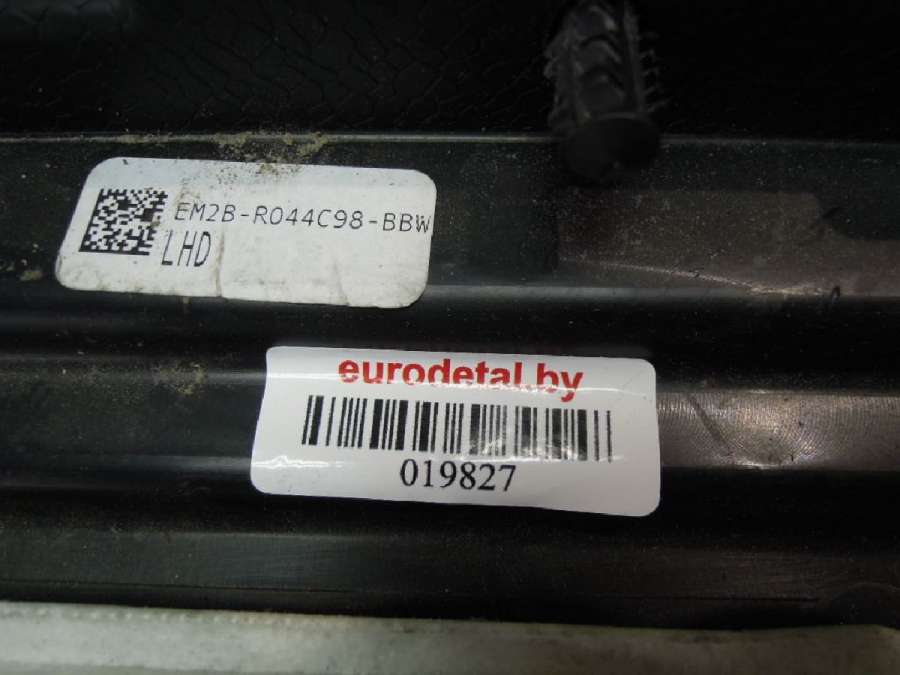 EM2B-R044C98-BBW
LHD
eurodetal.by
019827